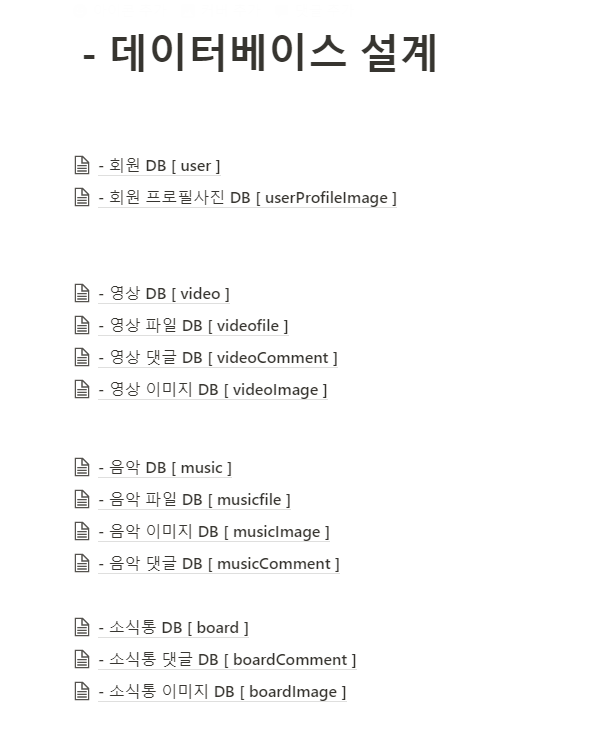 - 데이터베이스 설계
- 회원 DB [ user ]
- 회원 프로필사진 DB [ userProfileImage ]
- 영상 DB [ video ]
- 영상 파일 DB [ videofile ]
- 영상 댓글 DB [ videoComment ]
- 영상 이미지 DB [ videoImage ]
- 음악 DB [ music ]
- 음악 파일 DB [ musicfile ]
- 음악 이미지 DB [ musicImage ]
- 음악 댓글 DB [ musicComment ]
- 소식통 DB [ board ]
- 소식통 댓글 DB [ boardComment ]
- 소식통 이미지 DB [ boardImage ]